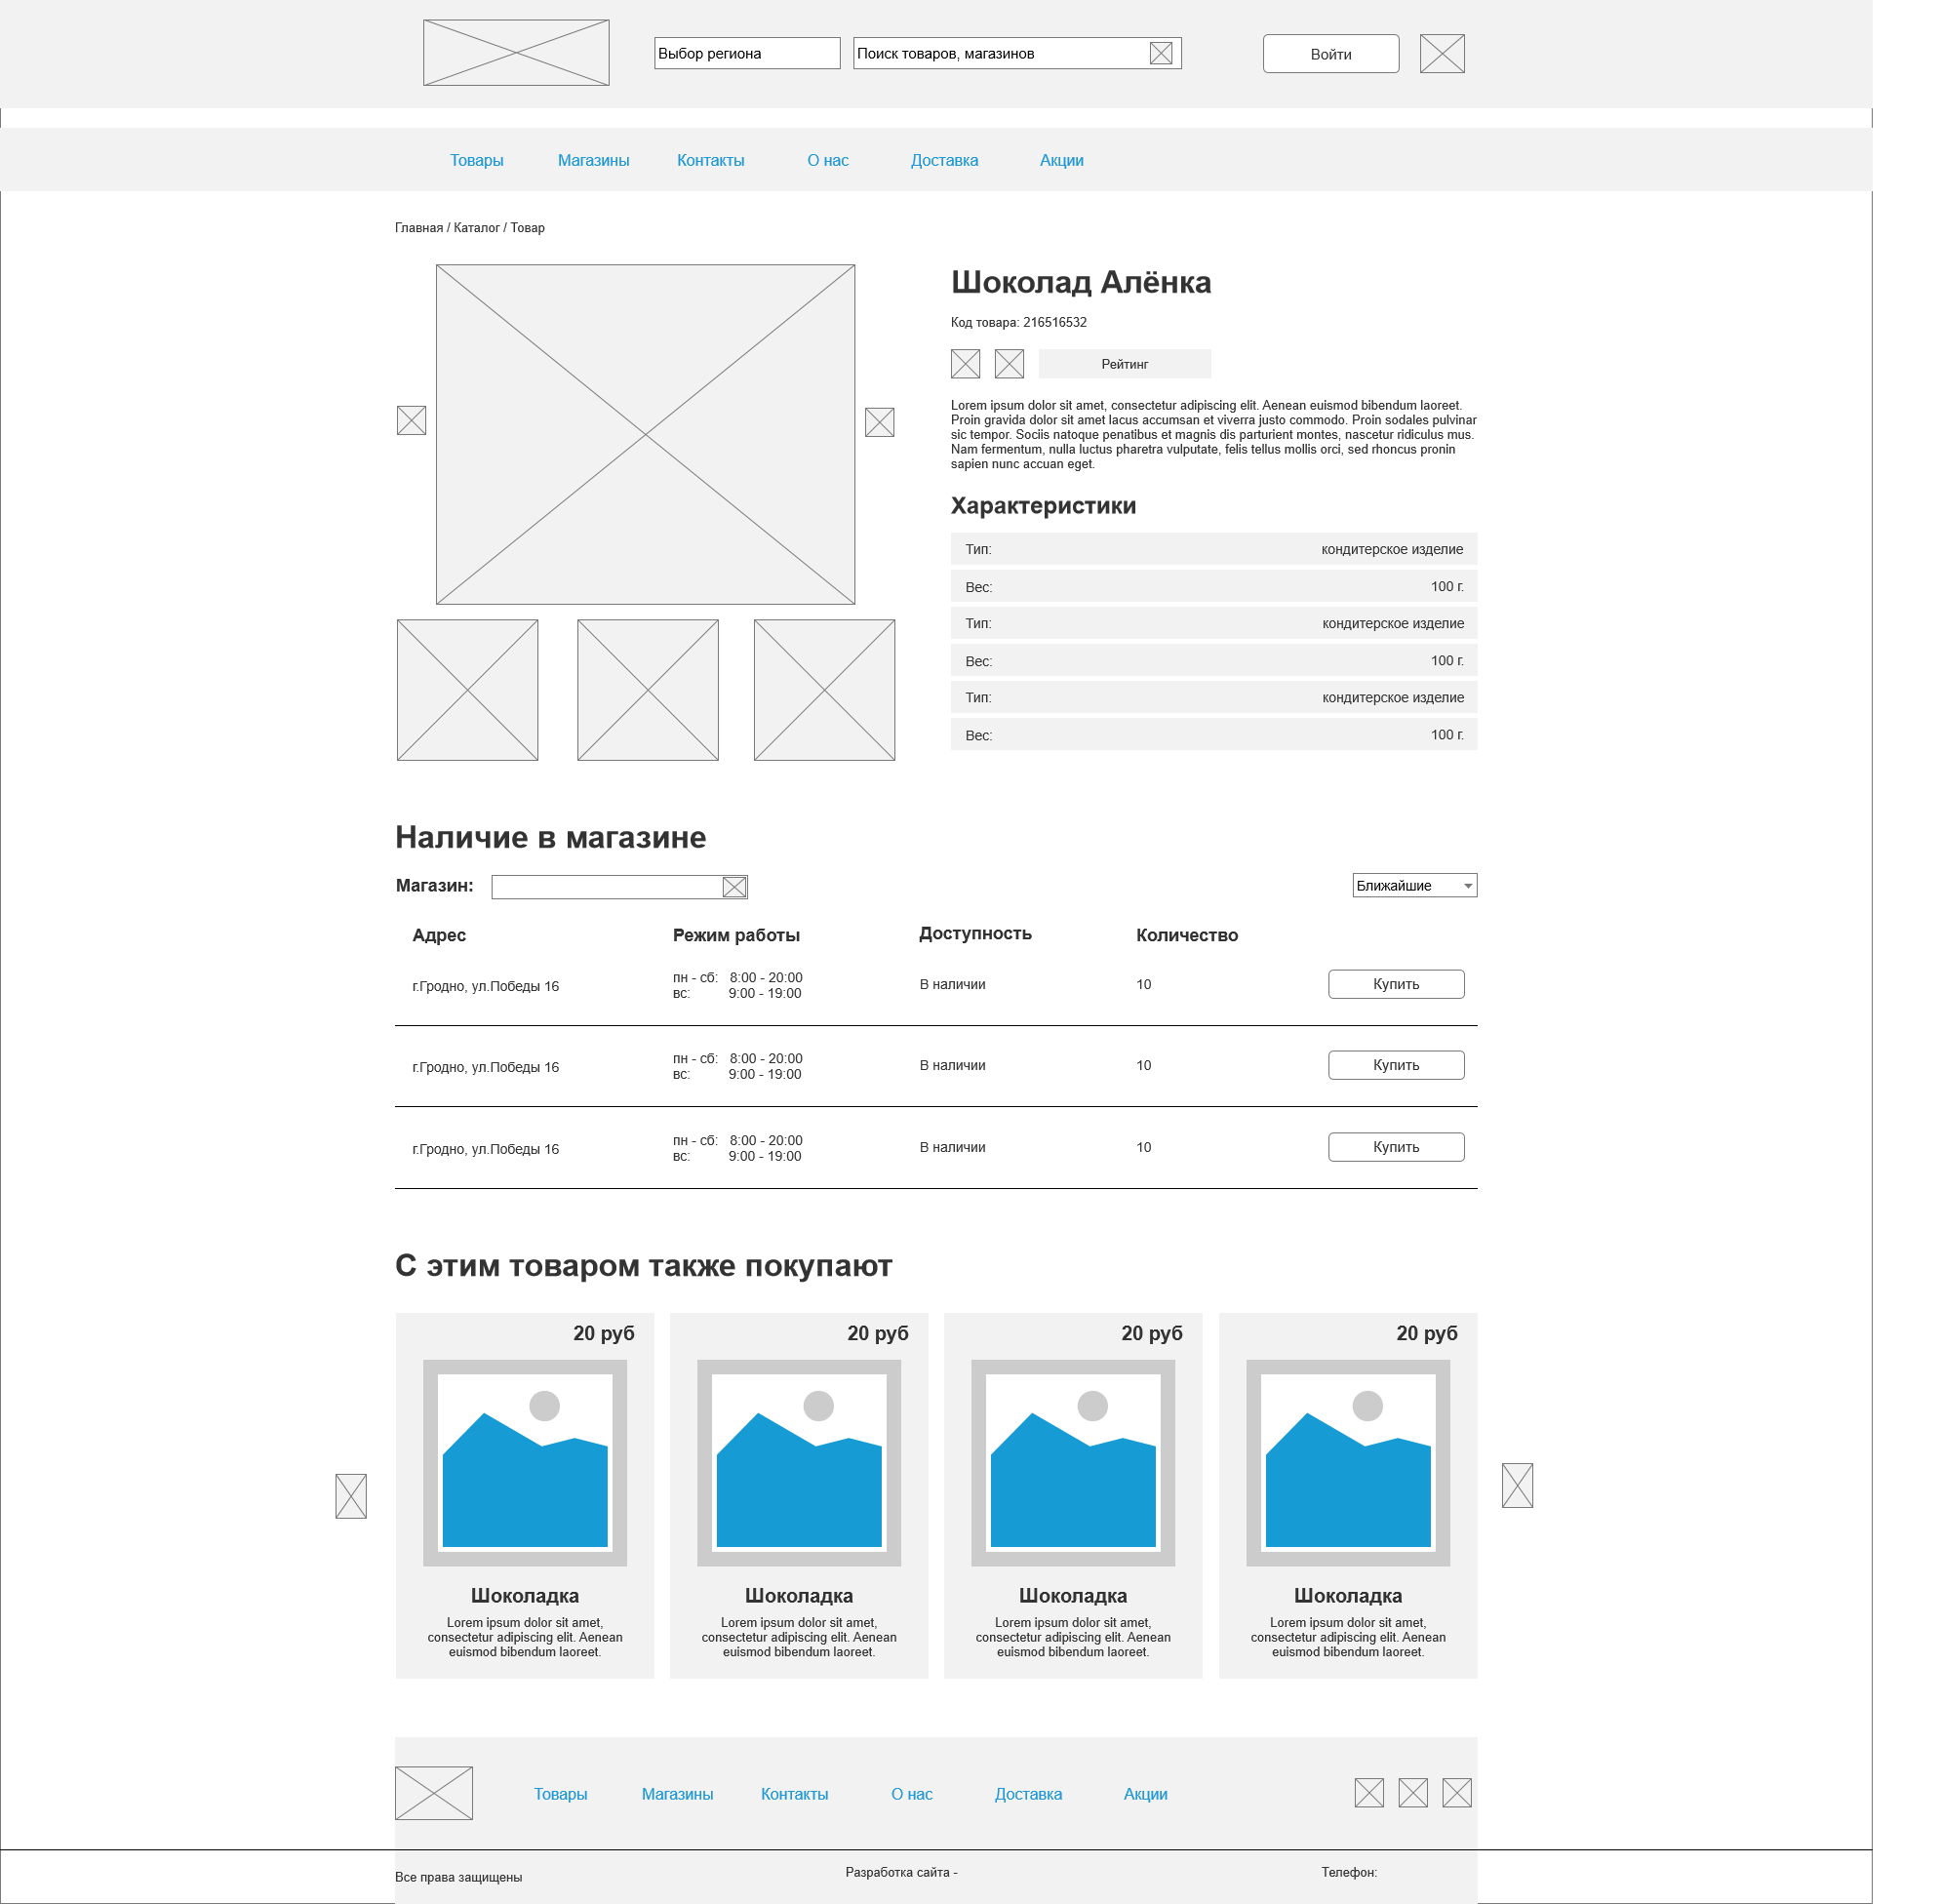 Выбор региона
Поиск товаров, магазинов
Войти
Товары Магазины Контакты О нас Доставка Акции
Главная / Каталог / Товар
Шоколад Алёнка
Код товара: 216516532
Рейтинг
Lorem ipsum dolor sit amet, consectetur adipiscing elit. Aenean euismod bibendum laoreet.
Proin gravida dolor sit amet lacus accumsan et viverra justo commodo. Proin sodales pulvinar
sic tempor. Sociis natoque penatibus et magnis dis parturient montes, nascetur ridiculus mus.
Nam fermentum, nulla luctus pharetra vulputate, felis tellus mollis orci, sed rhoncus pronin
sapien nunc accuan eget.
Характеристики
Тип: кондитерское изделие
Вес: 100 г.
Тип: кондитерское изделие
Вес: 100 г.
Тип: кондитерское изделие
Вес: 100 г.
Наличие в магазине
Магазин:
Ближайшие
Адрес Режим работы Доступность Количество
г.Гродно, ул.Победы 16
пн - сб: 8:00 - 20:00
вс: 9:00 - 19:00
В наличии
10
Купить
г.Гродно, ул.Победы 16
пн - сб: 8:00 - 20:00
вс: 9:00 - 19:00
В наличии
10
Купить
г.Гродно, ул.Победы 16
пн - сб: 8:00 - 20:00
вс: 9:00 - 19:00
В наличии
10
Купить
С этим товаром также покупают
20 руб
Шоколадка
Lorem ipsum dolor sit amet,
consectetur adipiscing elit. Aenean
euismod bibendum laoreet.
20 руб
Шоколадка
Lorem ipsum dolor sit amet,
consectetur adipiscing elit. Aenean
euismod bibendum laoreet.
20 руб
Шоколадка
Lorem ipsum dolor sit amet,
consectetur adipiscing elit. Aenean
euismod bibendum laoreet.
20 руб
Шоколадка
Lorem ipsum dolor sit amet,
consectetur adipiscing elit. Aenean
euismod bibendum laoreet.
Товары Магазины Контакты О нас Доставка Акции
Все права защищены
Разработка сайта -
Телефон: